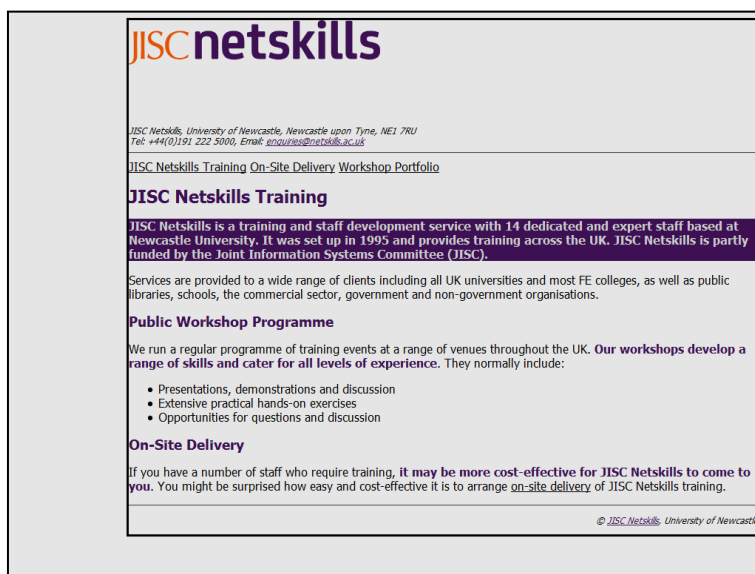 JISC netskills
JISC Netskills, University of Newcastle, Newcastle upon Tyne, NE1 7RU
Tel: +44(0)191 222 5000, Email: enquiries@netskills.ac.uk
JISC Netskills Training On-Site Delivery Workshop Portfolio
JISC Netskills Training
JISC Netskills is a training and staff development service with 14 dedicated and expert staff based at
Newcastle University. It was set up in 1995 and provides training across the UK. JISC Netskills is partly
funded by the Joint Information Systems Committee (JISC).
Services are provided to a wide range of clients including all UK universities and most FE colleges, as well as public
libraries, schools, the commercial sector, government and non-government organisations.
Public Workshop Programme
We run a regular programme of training events at a range of venues throughout the UK. Our workshops develop a
range of skills and cater for all levels of experience. They normally include:
• Presentations, demonstrations and discussion
• Extensive practical hands-on exercises
• Opportunities for questions and discussion
On-Site Delivery
If you have a number of staff who require training, it may be more cost-effective for JISC Netskills to come to
you. You might be surprised how easy and cost-effective it is to arrange on-site delivery of JISC Netskills training.
© JISC Netskills, University of Newcastle